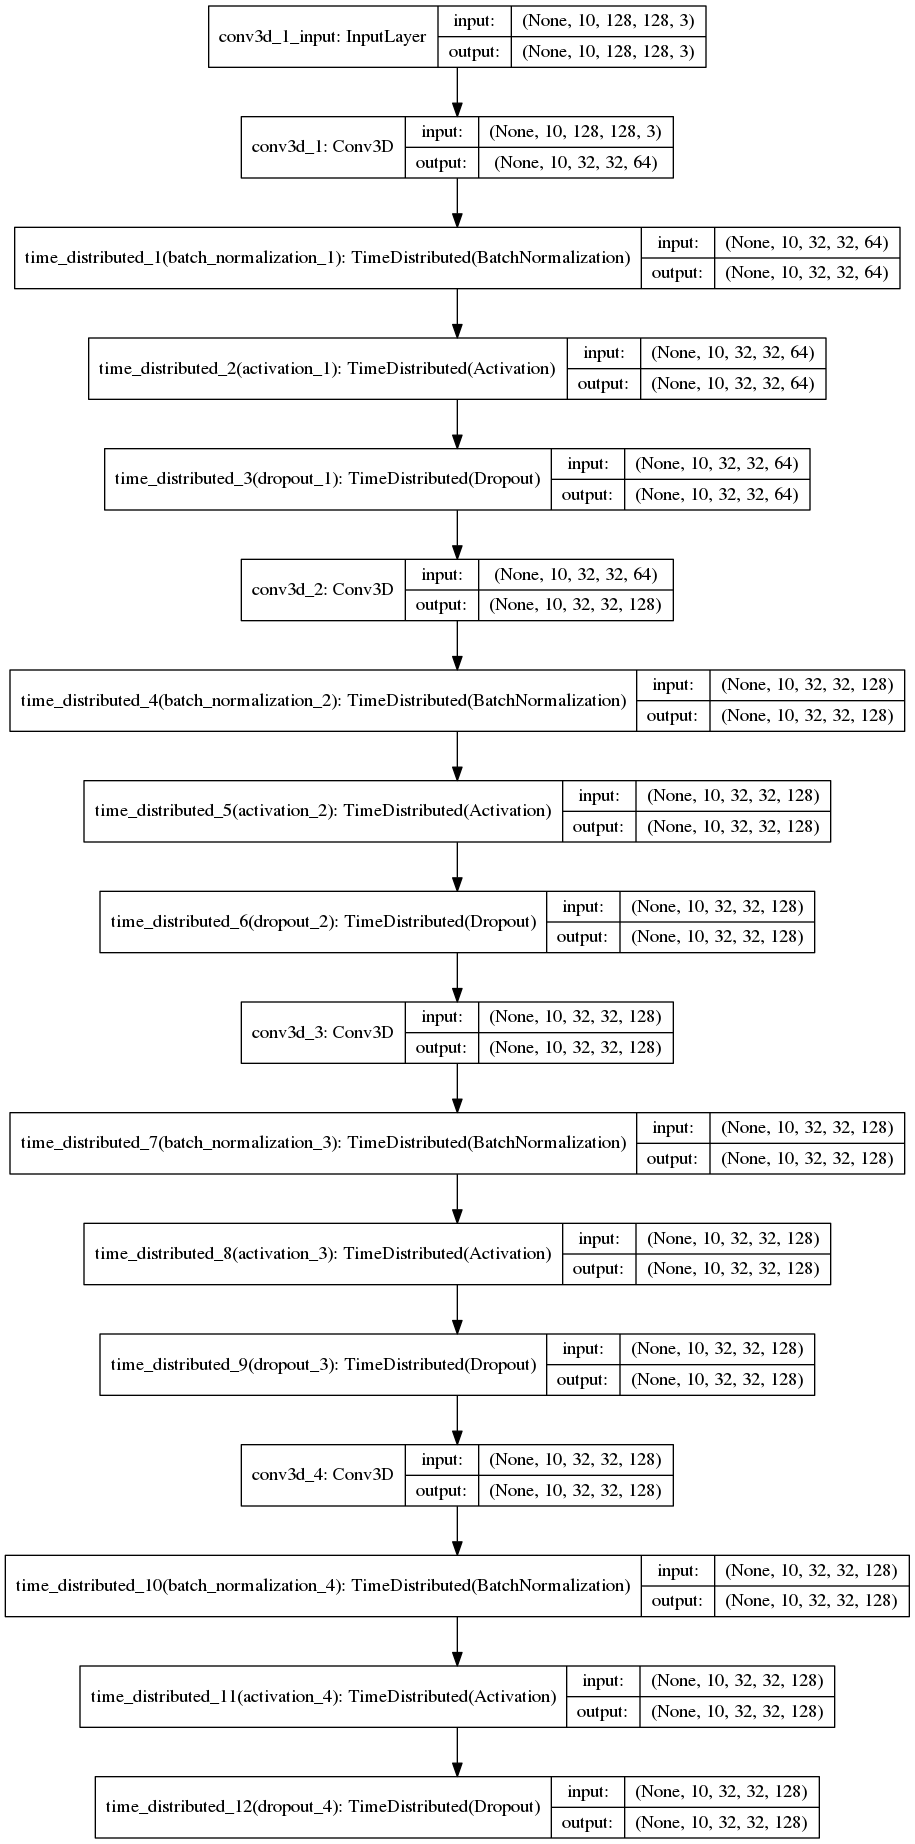 conv3d_1_input: InputLayer
input: (None, 10, 128, 128, 3)
output: (None, 10, 128, 128, 3)
conv3d_1: Conv3D
input: (None, 10, 128, 128, 3)
output: (None, 10, 32, 32, 64)
time_distributed_1(batch_normalization_1): TimeDistributed(BatchNormalization)
input: (None, 10, 32, 32, 64)
output: (None, 10, 32, 32, 64)
time_distributed_2(activation_1): TimeDistributed(Activation)
input: (None, 10, 32, 32, 64)
output: (None, 10, 32, 32, 64)
time_distributed_3(dropout_1): TimeDistributed(Dropout)
input: (None, 10, 32, 32, 64)
output: (None, 10, 32, 32, 64)
conv3d_2: Conv3D
input: (None, 10, 32, 32, 64)
output: (None, 10, 32, 32, 128)
time_distributed_4(batch_normalization_2): TimeDistributed(BatchNormalization)
input: (None, 10, 32, 32, 128)
output: (None, 10, 32, 32, 128)
time_distributed_5(activation_2): TimeDistributed(Activation)
input: (None, 10, 32, 32, 128)
output: (None, 10, 32, 32, 128)
time_distributed_6(dropout_2): TimeDistributed(Dropout)
input: (None, 10, 32, 32, 128)
output: (None, 10, 32, 32, 128)
conv3d_3: Conv3D
input: (None, 10, 32, 32, 128)
output: (None, 10, 32, 32, 128)
time_distributed_7(batch_normalization_3): TimeDistributed(BatchNormalization)
input: (None, 10, 32, 32, 128)
output: (None, 10, 32, 32, 128)
time_distributed_8(activation_3): TimeDistributed(Activation)
input: (None, 10, 32, 32, 128)
output: (None, 10, 32, 32, 128)
time_distributed_9(dropout_3): TimeDistributed(Dropout)
input: (None, 10, 32, 32, 128)
output: (None, 10, 32, 32, 128)
conv3d_4: Conv3D
input: (None, 10, 32, 32, 128)
output: (None, 10, 32, 32, 128)
time_distributed_10(batch_normalization_4): TimeDistributed(BatchNormalization)
input: (None, 10, 32, 32, 128)
output: (None, 10, 32, 32, 128)
time_distributed_11(activation_4): TimeDistributed(Activation)
input: (None, 10, 32, 32, 128)
output: (None, 10, 32, 32, 128)
time_distributed_12(dropout_4): TimeDistributed(Dropout)
input: (None, 10, 32, 32, 128)
output: (None, 10, 32, 32, 128)